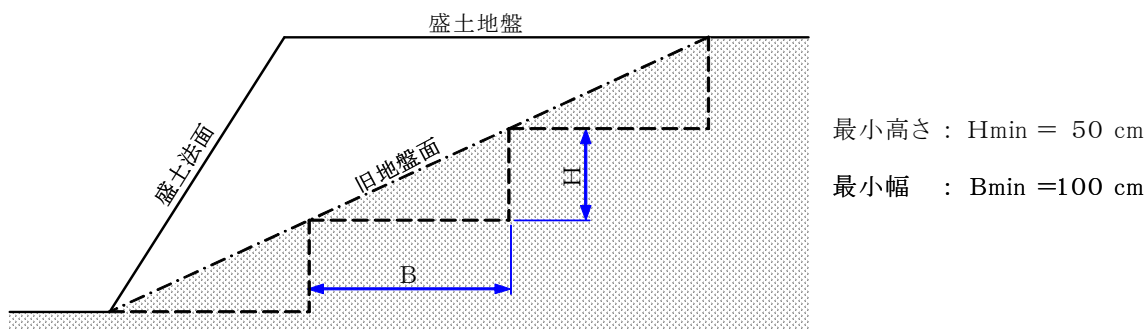 盛土地盤
盛土法面
旧地盤面
H
B
最小高さ : Hmin = 50 cm
最小幅 : Bmin =100 cm